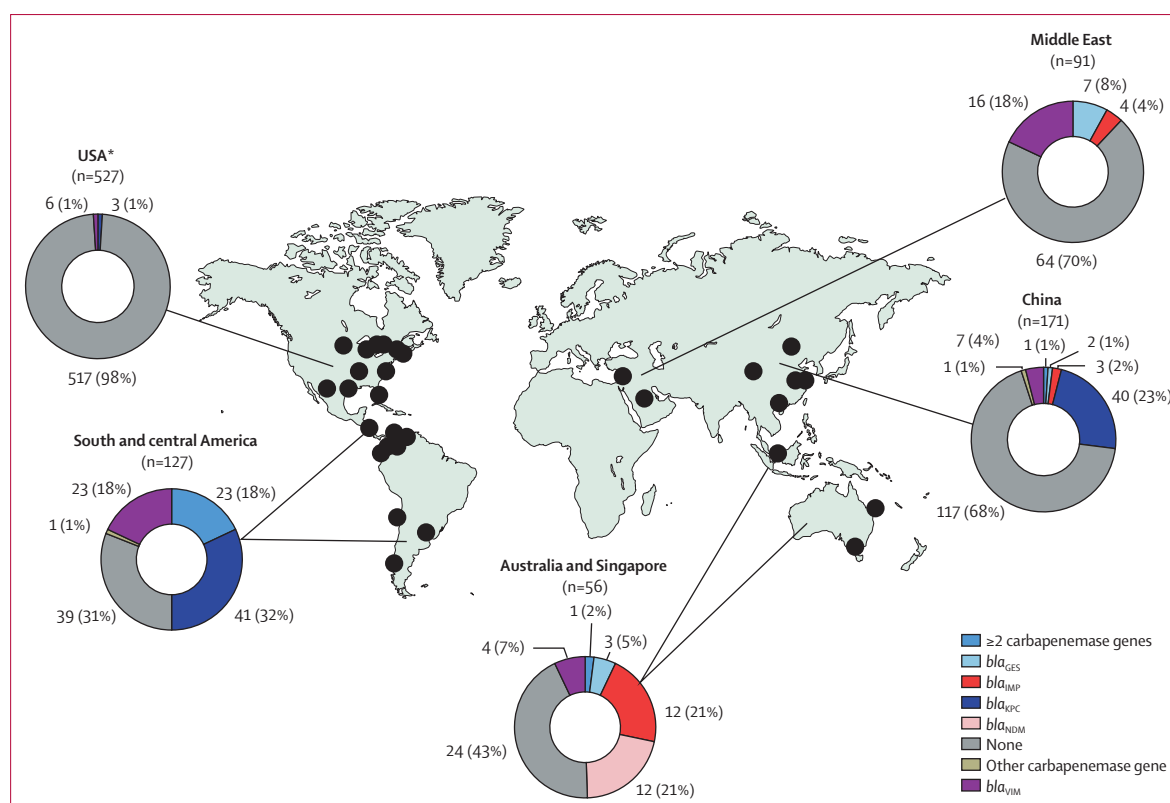 Middle East
(n=91)
7 (8%)
16 (18%)
4 (4%)
64 (70%)
USA*
(n=527)
6 (1%)
3 (1%)
517 (98%)
China
(n=171)
7 (4%)
1 (1%)
2 (1%)
1 (1%)
3 (2%)
40 (23%)
117 (68%)
South and central America
(n=127)
23 (18%)
23 (18%)
1 (1%)
39 (31%)
41 (32%)
Australia and Singapore
(n=56)
1 (2%)
4 (7%)
3 (5%)
12 (21%)
24 (43%)
12 (21%)
≥2 carbapenemase genes
blaGES
blaIMP
blaKPC
blaNDM
None
Other carbapenemase gene
blaVIM